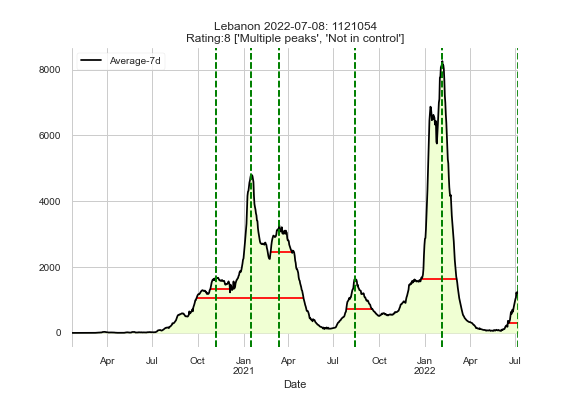 Lebanon 2022-07-08: 1121054
Rating:8 ['Multiple peaks', 'Not in control']
Average-7d
8000
6000
4000
2000
0
Apr Jul Oct Jan Apr Jul Oct Jan Apr Jul
2021 2022
Date